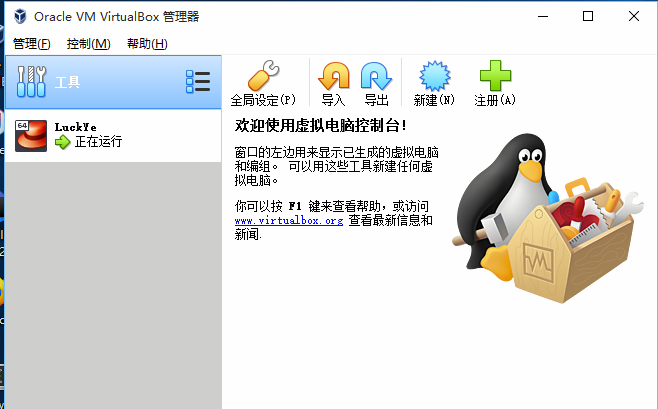 Oracle VM VirtualBox 管理器
管理(F) 控制(M) 帮助(H)
工具
全局设定(P) 导入 导出 新建(N) 注册(A)
64
LuckYe
正在运行
欢迎使用虚拟电脑控制台!
窗口的左边用来显示已生成的虚拟电脑
和编组。 可以用这些工具新建任何虚
拟电脑。
你可以按 F1 键来查看帮助，或访问
www.virtualbox.org 查看最新信息和
新闻.